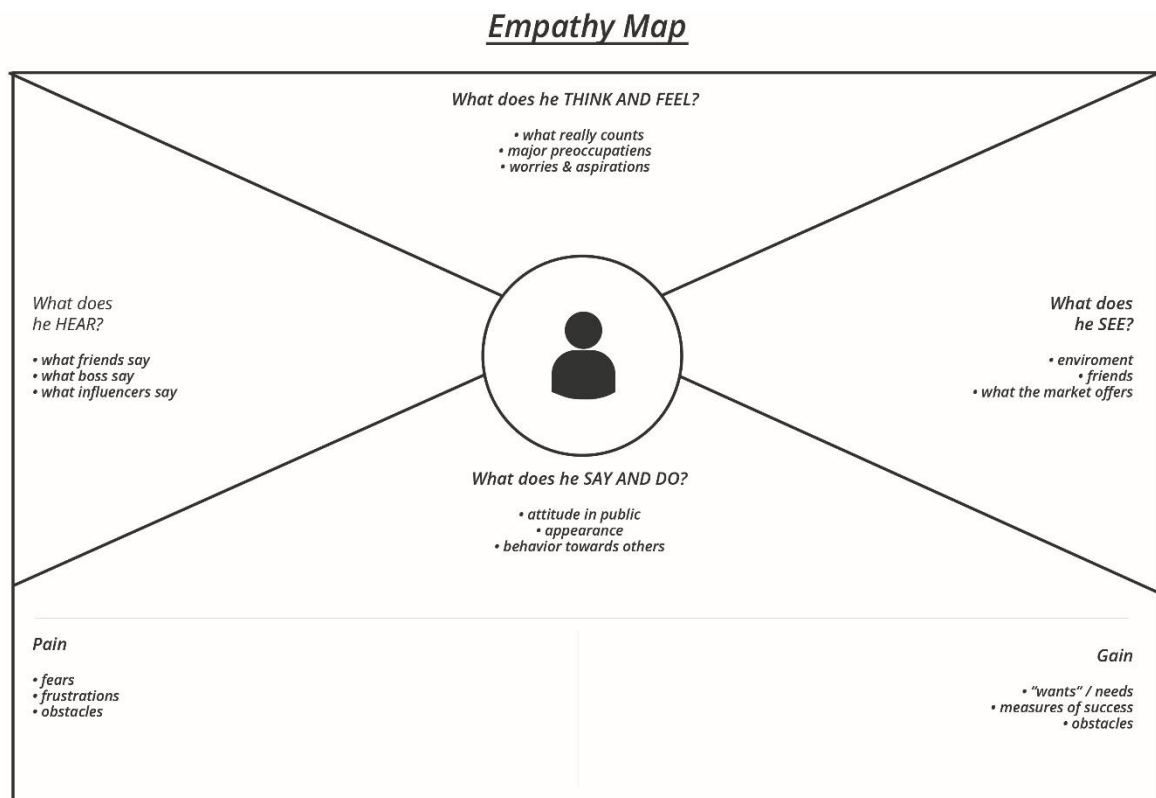 Empathy Map
What does he THINK AND FEEL?
• what really counts
• major preoccupatiens
• worries & aspirations
What does
he HEAR?
• what friends say
• what boss say
• what influencers say
What does
he SEE?
• enviroment
• friends
• what the market offers
What does he SAY AND DO?
• attitude in public
• appearance
• behavior towards others
Pain
• fears
• frustrations
• obstacles
Gain
• “wants” / needs
• measures of success
• obstacles